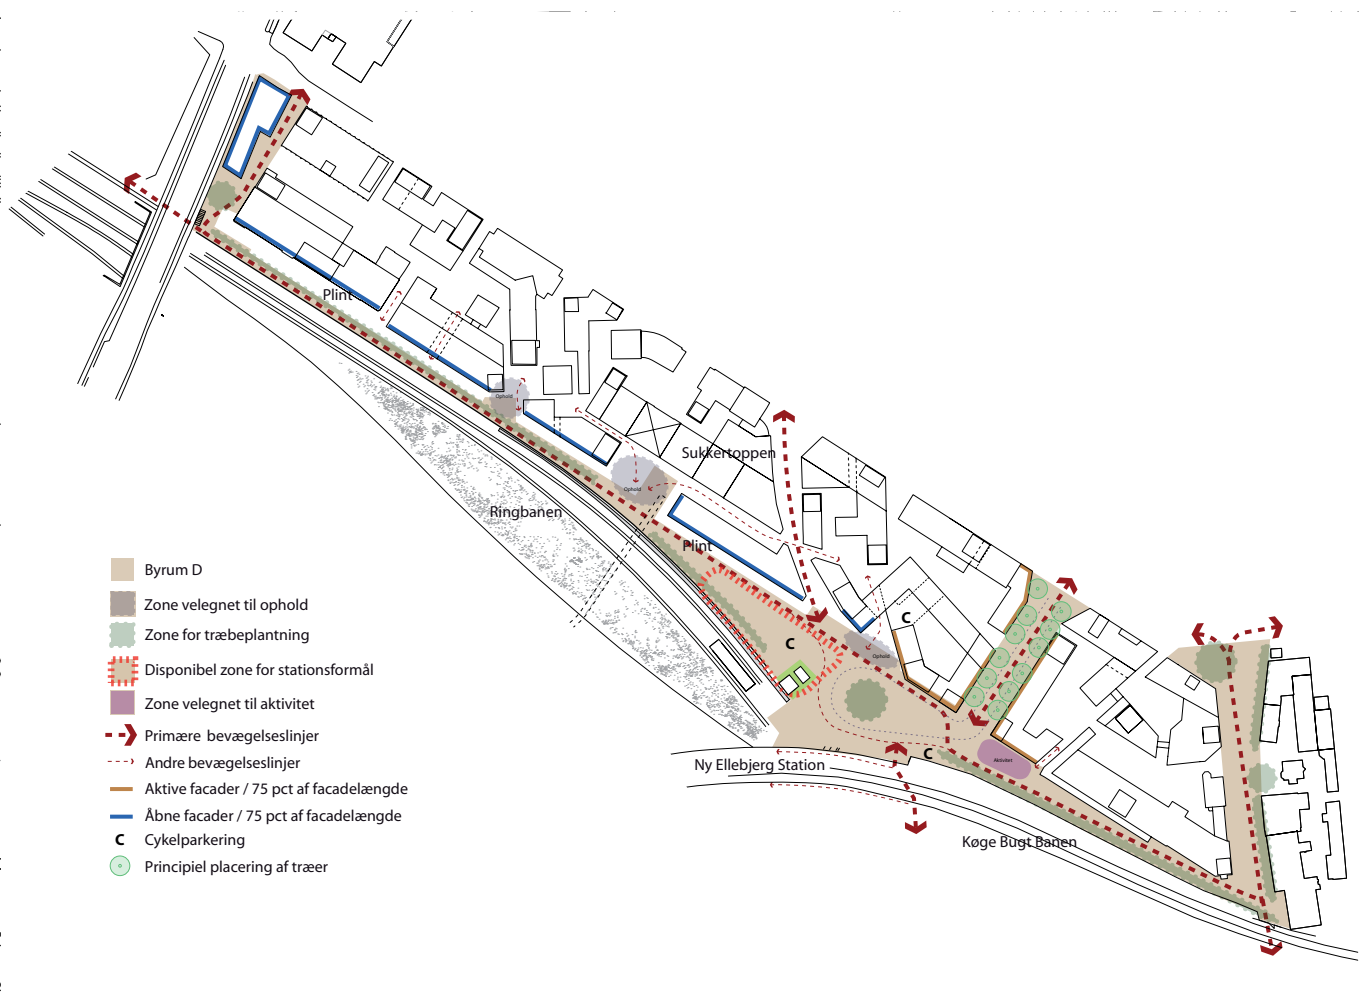 Plint
Ophold
Sukkertoppen
Ophold
Ringbanen
Plint
C
C
Ophold
C
Aktivitet
Ny Ellebjerg Station
Køge Bugt Banen
Byrum D
Zone velegnet til ophold
Zone for træbeplantning
Disponibel zone for stationsformål
Zone velegnet til aktivitet
Primære bevægelseslinjer
Andre bevægelseslinjer
Aktive facader / 75 pct af facadelængde
Åbne facader / 75 pct af facadelængde
C Cykelparkering
Principiel placering af træer